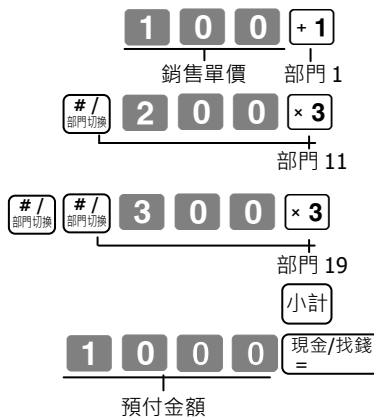 1 0 0 + 1
銷售單價 部門 1
# / 部門切換 2 0 0 × 3
部門 11
# / 部門切換 # / 部門切換 3 0 0 × 3
部門 19
小計
1 0 0 0 現金/找錢 =
預付金額